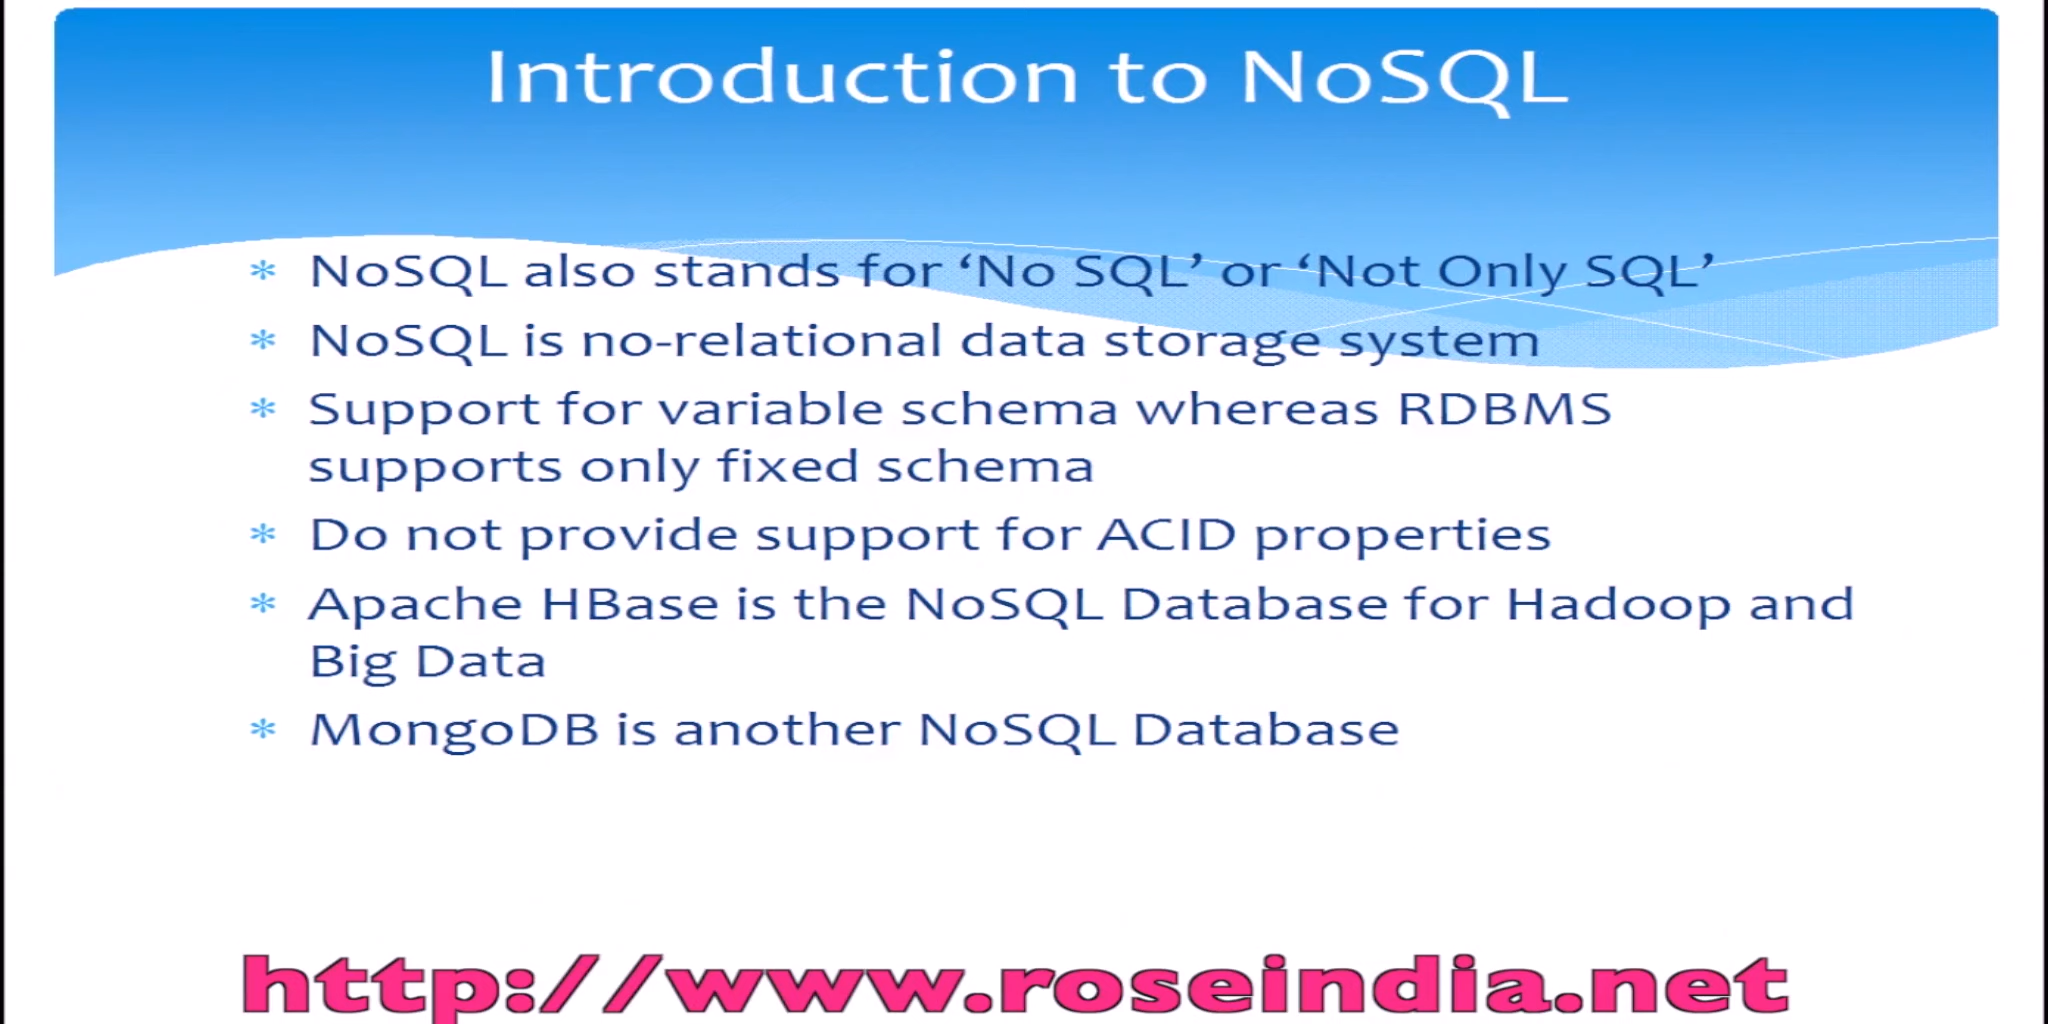 Introduction to NoSQL
* NoSQL also stands for ‘No SQL’ or ‘Not Only SQL’
* NoSQL is no-relational data storage system
* Support for variable schema whereas RDBMS
supports only fixed schema
* Do not provide support for ACID properties
* Apache HBase is the NoSQL Database for Hadoop and
Big Data
* MongoDB is another NoSQL Database
http://www.roseindia.net